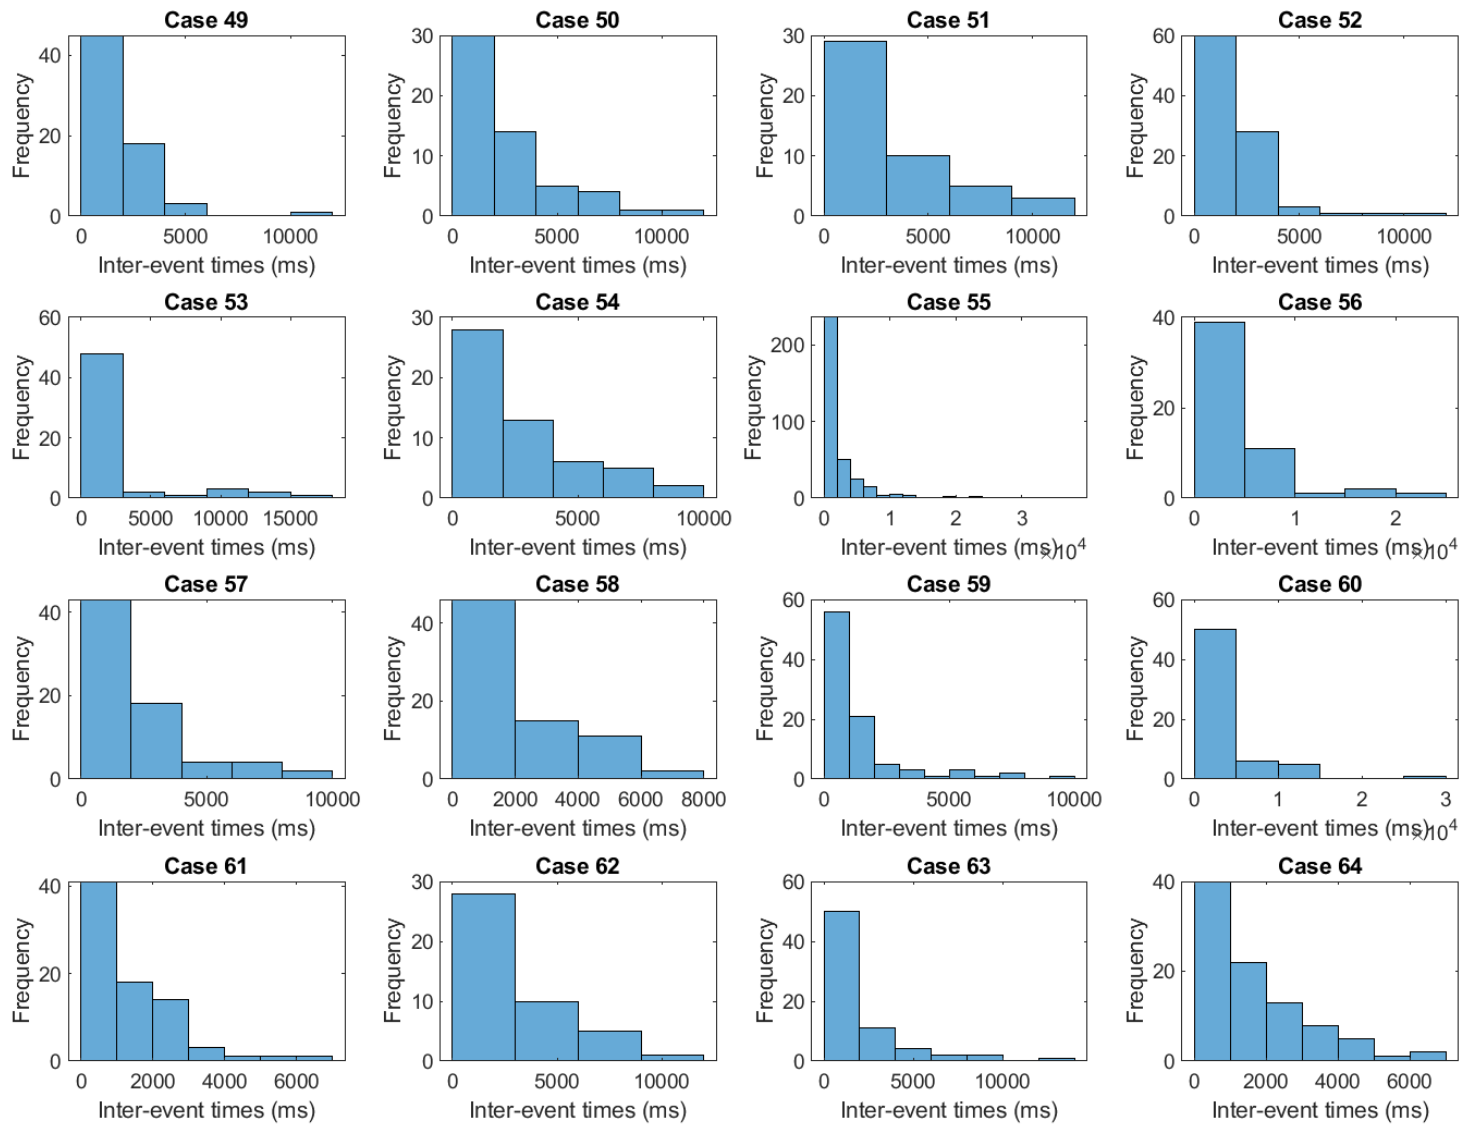 Case 49
Case 50
Case 51
Case 52
40
20
0
Frequency
0 5000 10000
Inter-event times (ms)
30
20
10
0
Frequency
0 5000 10000
Inter-event times (ms)
30
20
10
0
Frequency
0 5000 10000
Inter-event times (ms)
60
40
20
0
Frequency
0 5000 10000
Inter-event times (ms)
Case 53
Case 54
Case 55
Case 56
60
40
20
0
Frequency
0 5000 10000 15000
Inter-event times (ms)
30
20
10
0
Frequency
0 5000 10000
Inter-event times (ms)
200
100
0
Frequency
0 1 2 3
Inter-event times (ms)
×10⁴
40
20
0
Frequency
0 1 2
Inter-event times (ms)
×10⁴
Case 57
Case 58
Case 59
Case 60
40
20
0
Frequency
0 5000 10000
Inter-event times (ms)
40
20
0
Frequency
0 2000 4000 6000 8000
Inter-event times (ms)
60
40
20
0
Frequency
0 5000 10000
Inter-event times (ms)
60
40
20
0
Frequency
0 1 2 3
Inter-event times (ms)
×10⁴
Case 61
Case 62
Case 63
Case 64
40
20
0
Frequency
0 2000 4000 6000
Inter-event times (ms)
30
20
10
0
Frequency
0 5000 10000
Inter-event times (ms)
60
40
20
0
Frequency
0 5000 10000
Inter-event times (ms)
40
20
0
Frequency
0 2000 4000 6000
Inter-event times (ms)